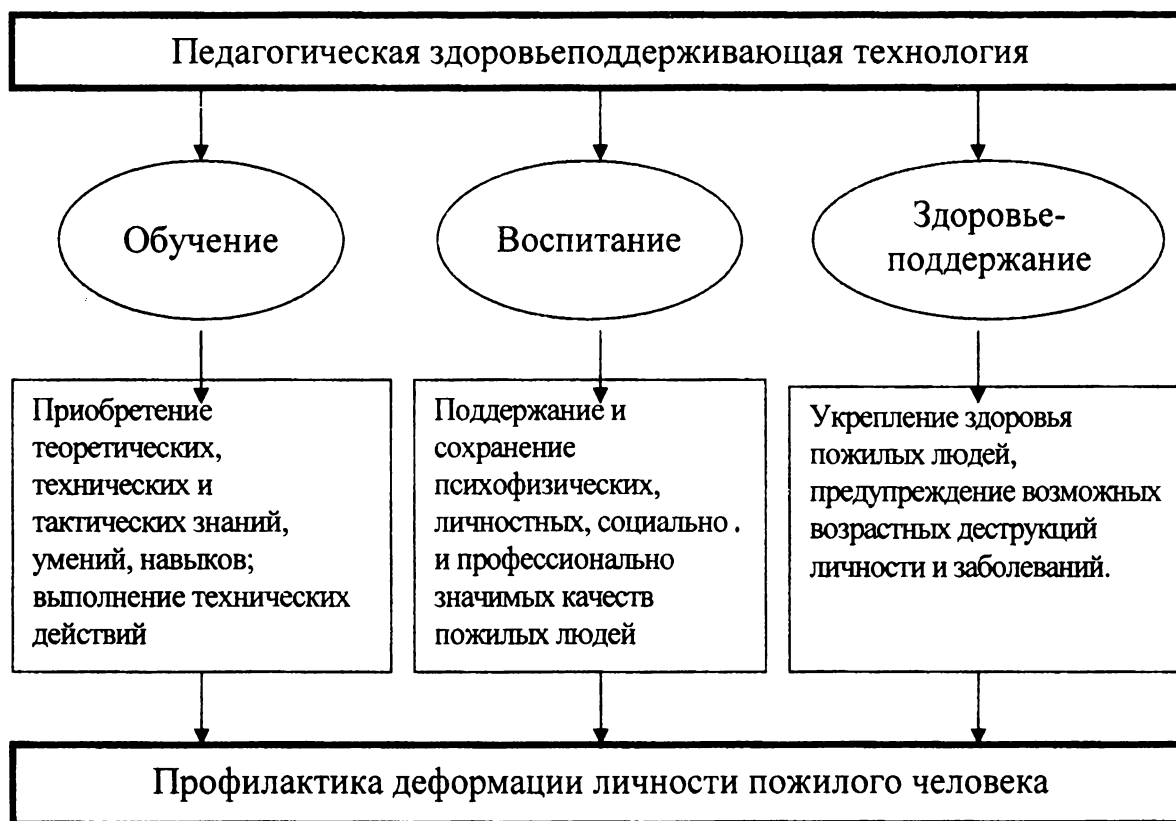 Педагогическая здоровьеподдерживающая технология
Обучение
Воспитание
Здоровье-
поддержание
Приобретение
теоретических,
технических и
тактических знаний,
умений, навыков;
выполнение технических
действий
Поддержание и
сохранение
психофизических,
личностных, социально .
и профессионально
значимых качеств
пожилых людей
Укрепление здоровья
пожилых людей,
предупреждение возможных
возрастных деструкций
личности и заболеваний.
Профилактика деформации личности пожилого человека